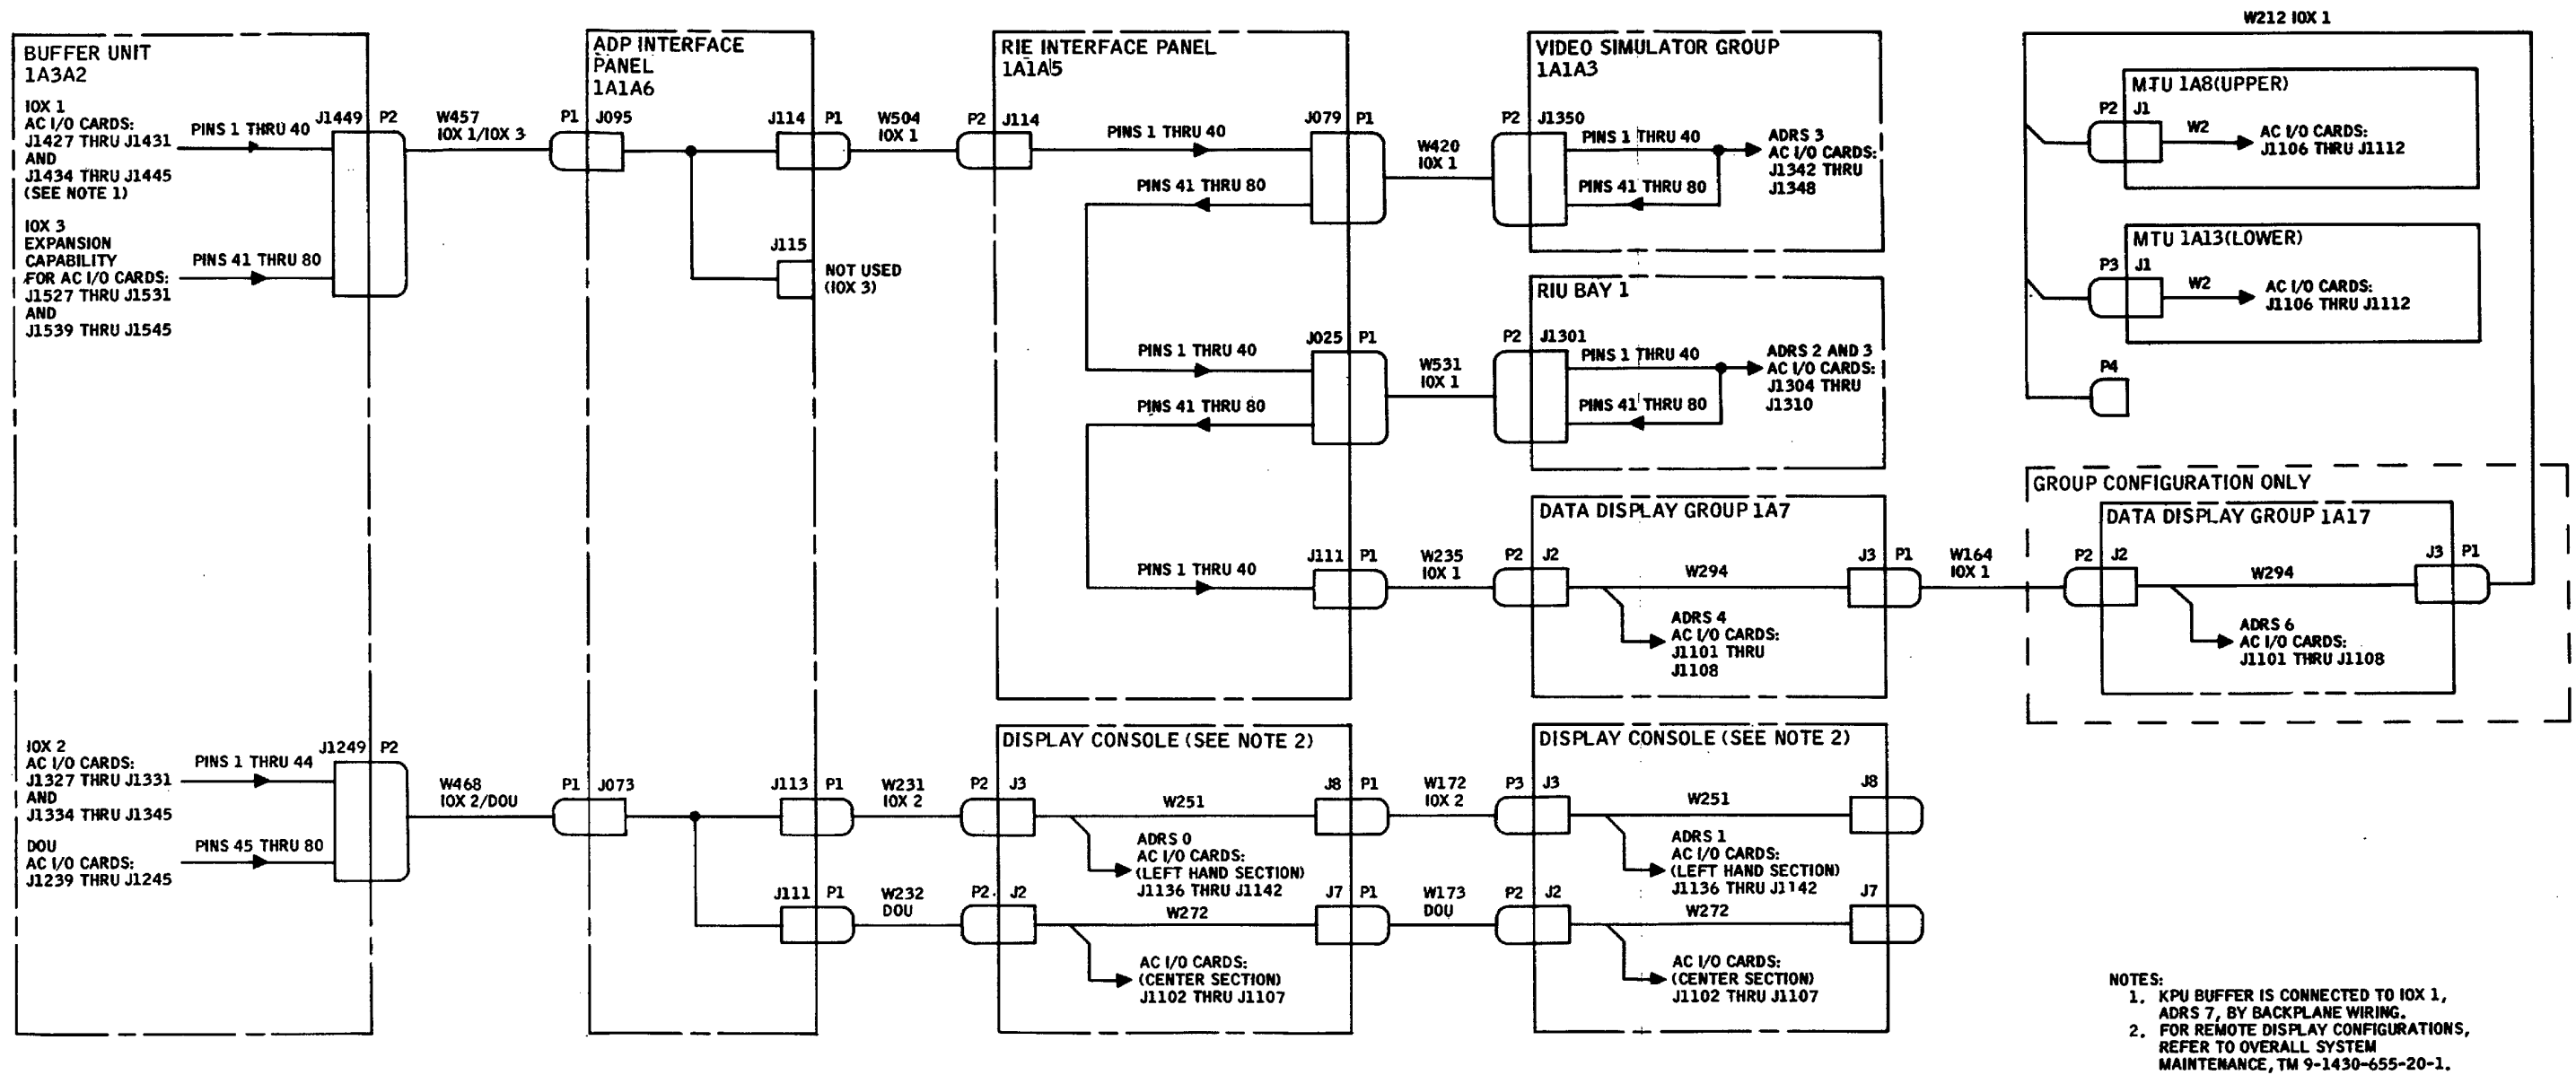 W212 IOX 1
BUFFER UNIT
1A3A2
IOX 1
AC I/O CARDS:
J1427 THRU J1431
AND
J1434 THRU J1445
(SEE NOTE 1)
PINS 1 THRU 40
IOX 3
EXPANSION
CAPABILITY
FOR AC I/O CARDS:
J1527 THRU J1531
AND
J1539 THRU J1545
PINS 41 THRU 80
J1449
P2
W457
IOX 1/IOX 3
IOX 2
AC I/O CARDS:
J1327 THRU J1331
AND
J1334 THRU J1345
PINS 1 THRU 44
DOU
AC I/O CARDS:
J1239 THRU J1245
PINS 45 THRU 80
J1249
P2
W468
IOX 2/DOU
ADP INTERFACE
PANEL
1A1A6
P1
J095
J114
P1
W504
IOX 1
J115
NOT USED
(IOX 3)
P1
J073
J113
P1
W231
IOX 2
J111
P1
W232
DOU
RIE INTERFACE PANEL
1A1A5
P2
J114
PINS 1 THRU 40
J079
P1
PINS 41 THRU 80
W420
IOX 1
PINS 1 THRU 40
J025
P1
PINS 41 THRU 80
W531
IOX 1
PINS 1 THRU 40
J111
P1
W235
IOX 1
VIDEO SIMULATOR GROUP
1A1A3
P2
J1350
PINS 1 THRU 40
PINS 41 THRU 80
ADRS 3
AC I/O CARDS:
J1342 THRU
J1348
RIU BAY 1
P2
J1301
PINS 1 THRU 40
PINS 41 THRU 80
ADRS 2 AND 3
AC I/O CARDS:
J1304 THRU
J1310
DATA DISPLAY GROUP 1A7
P2
J2
W294
ADRS 4
AC I/O CARDS:
J1101 THRU
J1108
J3
P1
W164
IOX 1
MTU 1A8(UPPER)
P2
J1
W2
AC I/O CARDS:
J1106 THRU J1112
MTU 1A13(LOWER)
P3
J1
W2
AC I/O CARDS:
J1106 THRU J1112
P4
GROUP CONFIGURATION ONLY
DATA DISPLAY GROUP 1A17
P2
J2
W294
ADRS 6
AC I/O CARDS:
J1101 THRU J1108
J3
P1
DISPLAY CONSOLE (SEE NOTE 2)
P2
J3
W251
ADRS 0
AC I/O CARDS:
(LEFT HAND SECTION)
J1136 THRU J1142
J8
P1
W172
IOX 2
P2
J2
W272
AC I/O CARDS:
(CENTER SECTION)
J1102 THRU J1107
J7
P1
W173
DOU
DISPLAY CONSOLE (SEE NOTE 2)
P3
J3
W251
ADRS 1
AC I/O CARDS:
(LEFT HAND SECTION)
J1136 THRU J1142
J8
P2
J2
W272
AC I/O CARDS:
(CENTER SECTION)
J1102 THRU J1107
J7
NOTES:
1. KPU BUFFER IS CONNECTED TO IOX 1,
ADRS 7, BY BACKPLANE WIRING.
2. FOR REMOTE DISPLAY CONFIGURATIONS,
REFER TO OVERALL SYSTEM
MAINTENANCE, TM 9-1430-655-20-1.